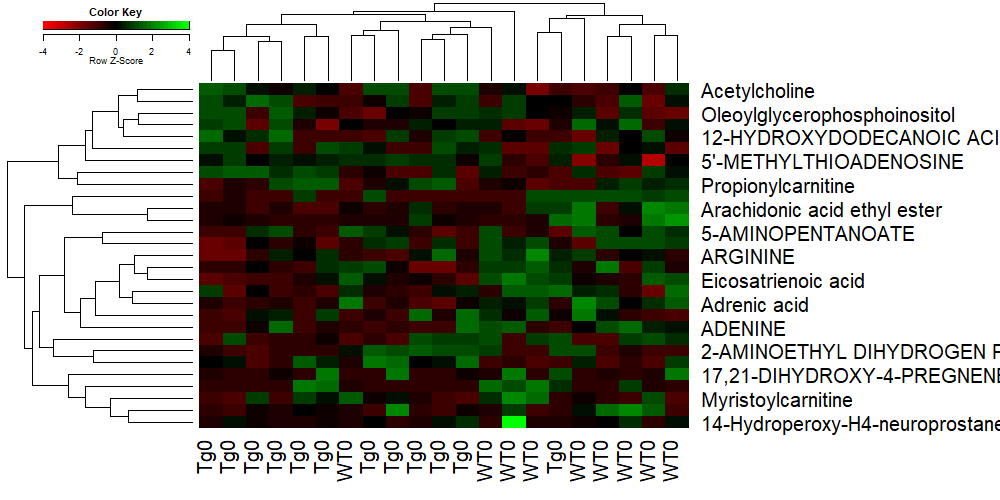 Color Key
-4 -2 0 2 4
Row Z-Score
Acetylcholine
Oleoylglycerophosphoinositol
12-HYDROXYDODECANOIC ACI
5'-METHYLTHIOADENOSINE
Propionylcarnitine
Arachidonic acid ethyl ester
5-AMINOPENTANOATE
ARGININE
Eicosatrienoic acid
Adrenic acid
ADENINE
2-AMINOETHYL DIHYDROGEN
17,21-DIHYDROXY-4-PREGNENE
Myristoylcarnitine
14-Hydroperoxy-H4-neuroprostane
Tg0
Tg0
Tg0
Tg0
Tg0
Tg0
WT0
Tg0
Tg0
Tg0
Tg0
Tg0
WT0
WT0
WT0
Tg0
WT0
WT0
WT0
WT0
WT0